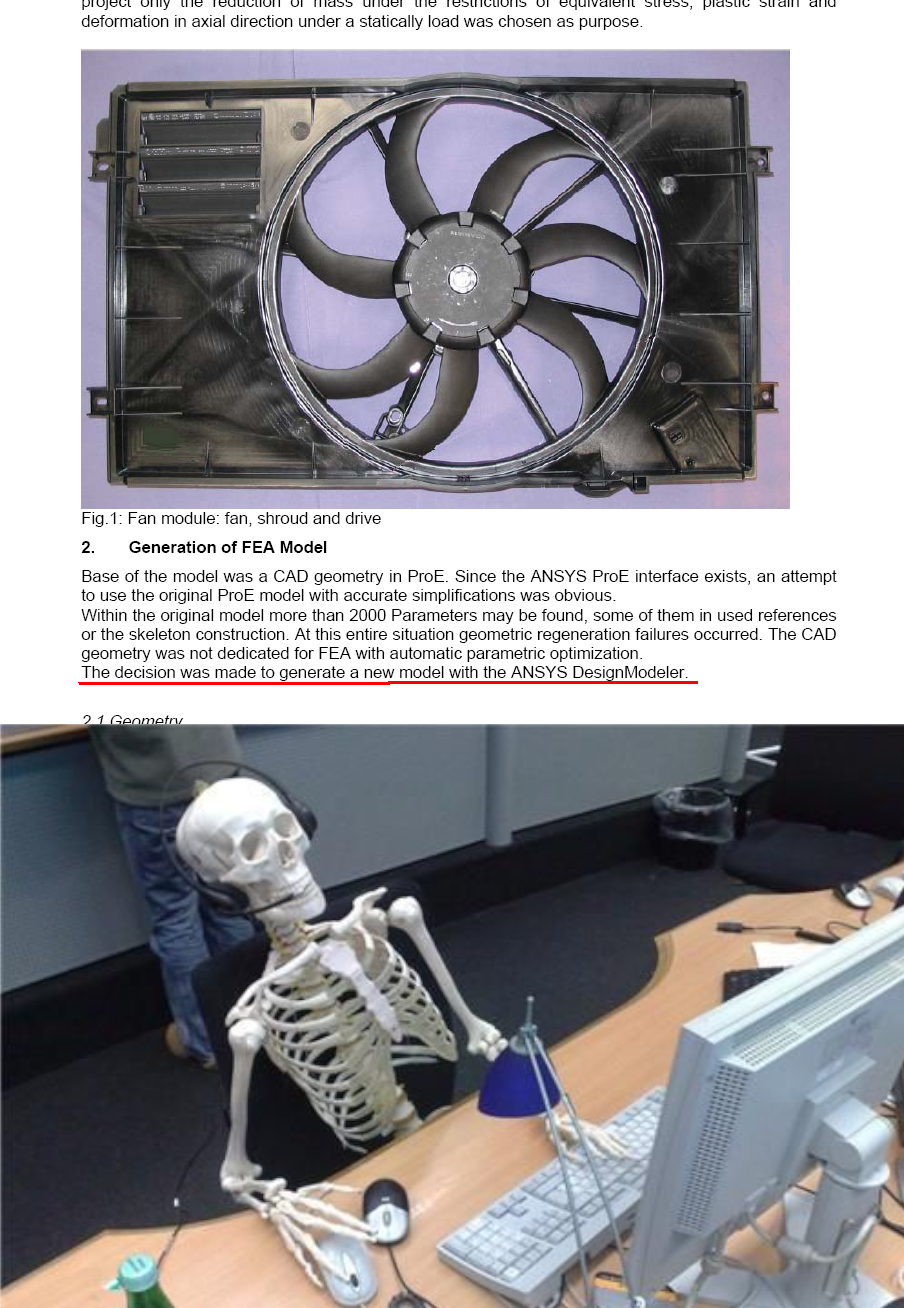 project only the reduction of mass under the restrictions of equivalent stress, plastic strain and
deformation in axial direction under a statically load was chosen as purpose.
Fig.1: Fan module: fan, shroud and drive
2. Generation of FEA Model
Base of the model was a CAD geometry in ProE. Since the ANSYS ProE interface exists, an attempt
to use the original ProE model with accurate simplifications was obvious.
Within the original model more than 2000 Parameters may be found, some of them in used references
or the skeleton construction. At this entire situation geometric regeneration failures occurred. The CAD
geometry was not dedicated for FEA with automatic parametric optimization.
The decision was made to generate a new model with the ANSYS DesignModeler.
2.1 Geometry